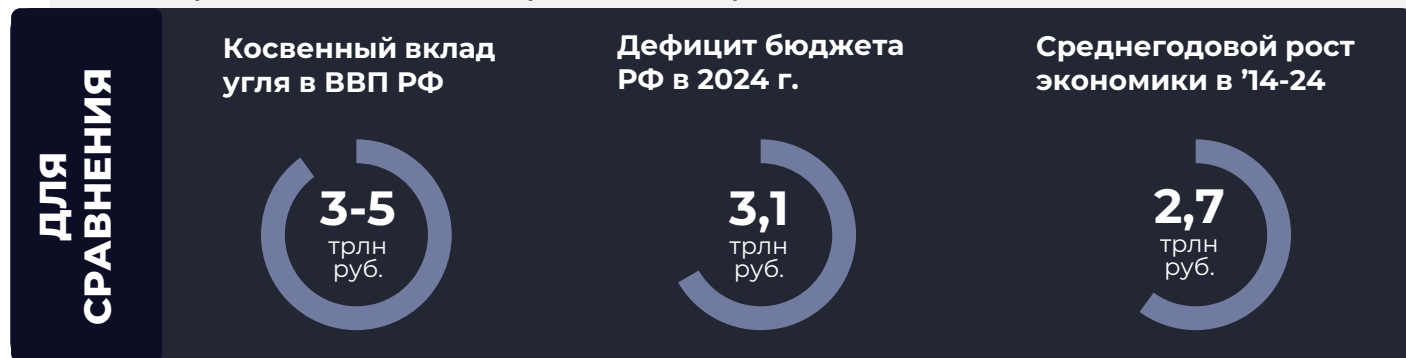 ДЛЯ
СРАВНЕНИЯ
Косвенный вклад
угля в ВВП РФ
3-5
трлн
руб.
Дефицит бюджета
РФ в 2024 г.
3,1
трлн
руб.
Среднегодовой рост
экономики в ’14-24
2,7
трлн
руб.